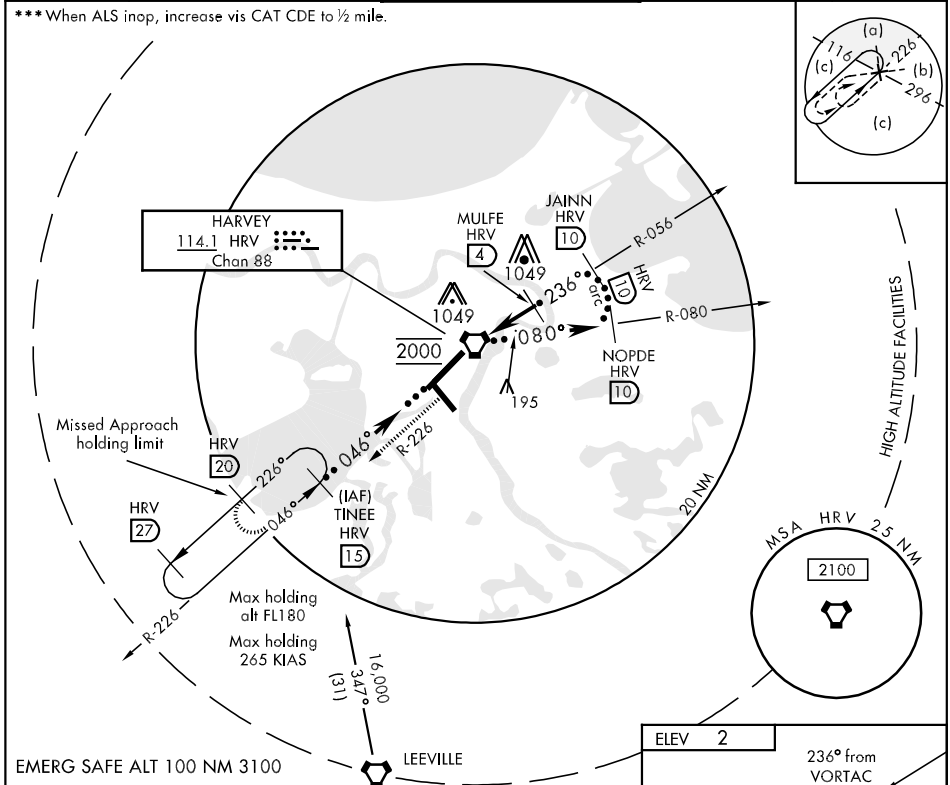 *** When ALS inop, increase vis CAT CDE to ½ mile.
(a)
116
226
(c)
(b)
296
(c)
HARVEY
114.1 HRV
Chan 88
MULFE
HRV
4
JAINN
HRV
10
R-056
1049
1049
236°
arc
HRV
10
R-080
080°
2000
NOPDE
HRV
10
195
HIGH ALTITUDE FACILITIES
Missed Approach
holding limit
HRV
20
226°
046°
R-226
046°
(IAF)
TINEE
HRV
15
HRV
27
20 NM
R-226
Max holding
alt FL180
Max holding
265 KIAS
16,000
347°
(31)
MSA HRV 25 NM
2100
LEEVILLE
EMERG SAFE ALT 100 NM 3100
ELEV 2
236° from
VORTAC